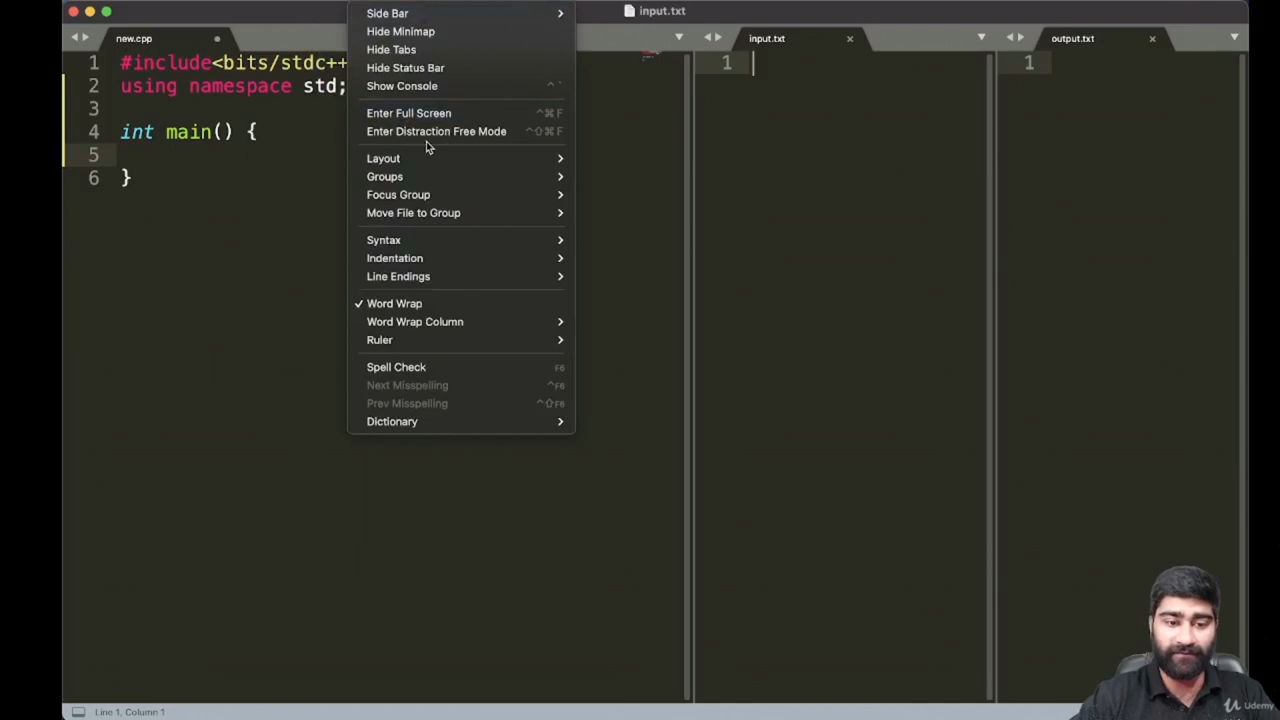 input.txt
new.cpp
input.txt
output.txt
1 #include<bits/stdc++
2 using namespace std;
3
4 int main() {
5
6 }
1
1
Side Bar
Hide Minimap
Hide Tabs
Hide Status Bar
Show Console ^`
Enter Full Screen ^⌘F
Enter Distraction Free Mode ^⇧⌘F
Layout
Groups
Focus Group
Move File to Group
Syntax
Indentation
Line Endings
✓ Word Wrap
Word Wrap Column
Ruler
Spell Check F6
Next Misspelling ^F6
Prev Misspelling ^⇧F6
Dictionary
Line 1, Column 1
Udemy